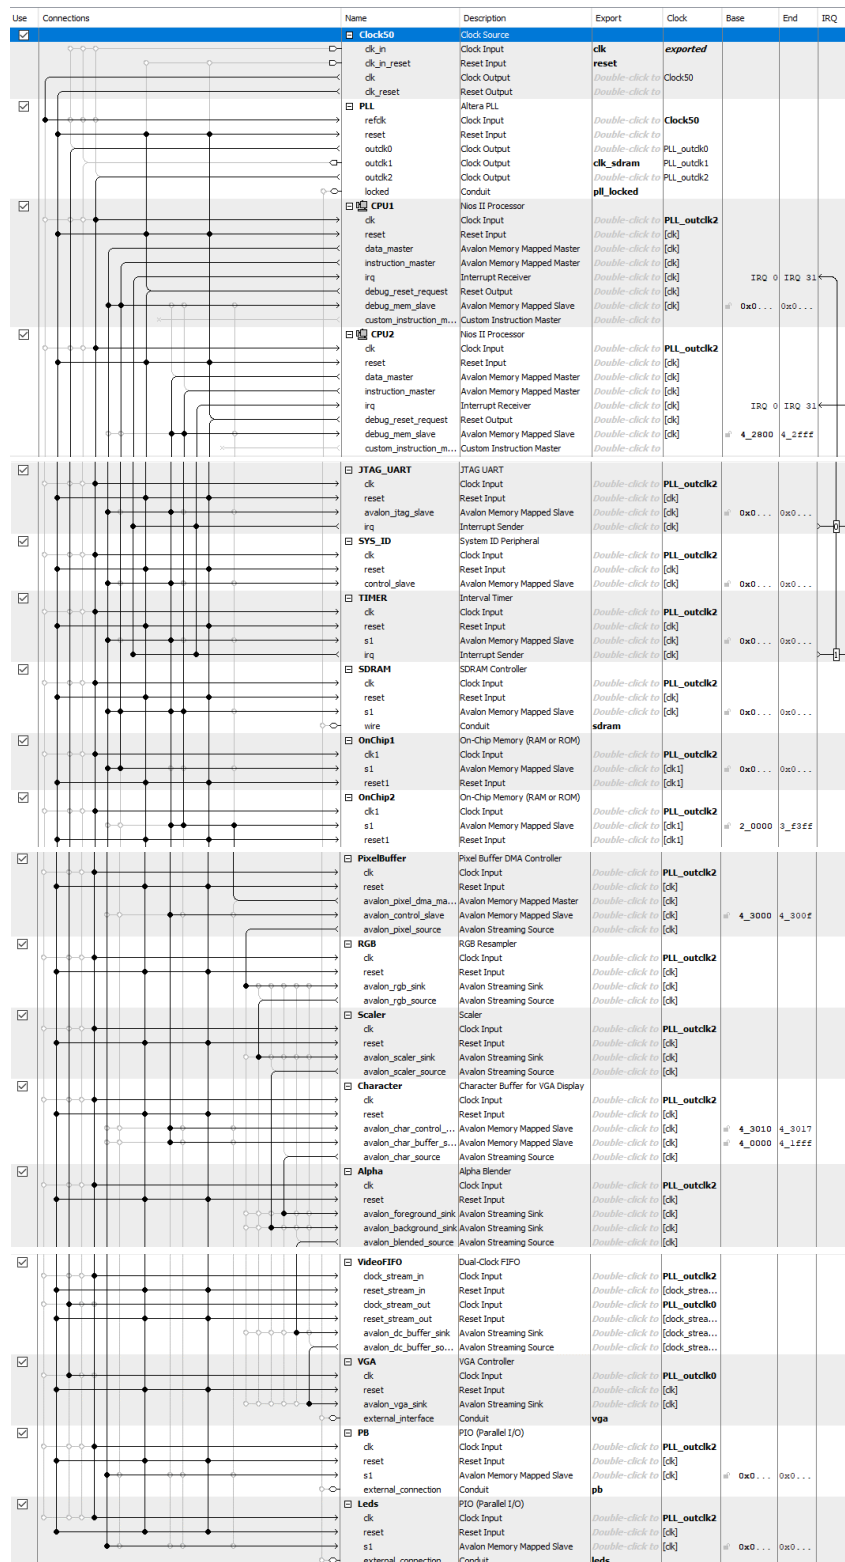 Use Connections Name Description Export Clock Base End IRQ
Clock50 Clock Source
clk_in Clock Input clk exported
clk_in_reset Reset Input reset
clk Clock Output Double-click to Clock50
clk_reset Reset Output Double-click to
PLL Altera PLL
refclk Clock Input Double-click to Clock50
reset Reset Input Double-click to
outclk0 Clock Output Double-click to PLL_outclk0
outclk1 Clock Output clk_sdram PLL_outclk1
outclk2 Clock Output Double-click to PLL_outclk2
locked Conduit pll_locked
CPU1 Nios II Processor
clk Clock Input Double-click to PLL_outclk2
reset Reset Input Double-click to [clk]
data_master Avalon Memory Mapped Master Double-click to [clk]
instruction_master Avalon Memory Mapped Master Double-click to [clk]
irq Interrupt Receiver Double-click to [clk] IRQ 0 IRQ 31
debug_reset_request Reset Output Double-click to [clk]
debug_mem_slave Avalon Memory Mapped Slave Double-click to [clk] 0x0... 0x0...
custom_instruction_m... Custom Instruction Master Double-click to
CPU2 Nios II Processor
clk Clock Input Double-click to PLL_outclk2
reset Reset Input Double-click to [clk]
data_master Avalon Memory Mapped Master Double-click to [clk]
instruction_master Avalon Memory Mapped Master Double-click to [clk]
irq Interrupt Receiver Double-click to [clk] IRQ 0 IRQ 31
debug_reset_request Reset Output Double-click to [clk]
debug_mem_slave Avalon Memory Mapped Slave Double-click to [clk] 4_2800 4_2fff
custom_instruction_m... Custom Instruction Master Double-click to
JTAG_UART JTAG UART
clk Clock Input Double-click to PLL_outclk2
reset Reset Input Double-click to [clk]
avalon_jtag_slave Avalon Memory Mapped Slave Double-click to [clk] 0x0... 0x0...
irq Interrupt Sender Double-click to [clk] 0
SYS_ID System ID Peripheral
clk Clock Input Double-click to PLL_outclk2
reset Reset Input Double-click to [clk]
control_slave Avalon Memory Mapped Slave Double-click to [clk] 0x0... 0x0...
TIMER Interval Timer
clk Clock Input Double-click to PLL_outclk2
reset Reset Input Double-click to [clk]
s1 Avalon Memory Mapped Slave Double-click to [clk] 0x0... 0x0...
irq Interrupt Sender Double-click to [clk] 1
SDRAM SDRAM Controller
clk Clock Input Double-click to PLL_outclk2
reset Reset Input Double-click to [clk]
s1 Avalon Memory Mapped Slave Double-click to [clk] 0x0... 0x0...
wire Conduit sdram
OnChip1 On-Chip Memory (RAM or ROM)
clk1 Clock Input Double-click to PLL_outclk2
s1 Avalon Memory Mapped Slave Double-click to [clk1] 0x0... 0x0...
reset1 Reset Input Double-click to [clk1]
OnChip2 On-Chip Memory (RAM or ROM)
clk1 Clock Input Double-click to PLL_outclk2
s1 Avalon Memory Mapped Slave Double-click to [clk1] 2_0000 3_f3ff
reset1 Reset Input Double-click to [clk1]
PixelBuffer Pixel Buffer DMA Controller
clk Clock Input Double-click to PLL_outclk2
reset Reset Input Double-click to [clk]
avalon_pixel_dma_ma... Avalon Memory Mapped Master Double-click to [clk]
avalon_control_slave Avalon Memory Mapped Slave Double-click to [clk] 4_3000 4_300f
avalon_pixel_source Avalon Streaming Source Double-click to [clk]
RGB RGB Resampler
clk Clock Input Double-click to PLL_outclk2
reset Reset Input Double-click to [clk]
avalon_rgb_sink Avalon Streaming Sink Double-click to [clk]
avalon_rgb_source Avalon Streaming Source Double-click to [clk]
Scaler Scaler
clk Clock Input Double-click to PLL_outclk2
reset Reset Input Double-click to [clk]
avalon_scaler_sink Avalon Streaming Sink Double-click to [clk]
avalon_scaler_source Avalon Streaming Source Double-click to [clk]
Character Character Buffer for VGA Display
clk Clock Input Double-click to PLL_outclk2
reset Reset Input Double-click to [clk]
avalon_char_control_... Avalon Memory Mapped Slave Double-click to [clk] 4_3010 4_3017
avalon_char_buffer_s... Avalon Memory Mapped Slave Double-click to [clk] 4_0000 4_1fff
avalon_char_source Avalon Streaming Source Double-click to [clk]
Alpha Alpha Blender
clk Clock Input Double-click to PLL_outclk2
reset Reset Input Double-click to [clk]
avalon_foreground_sink Avalon Streaming Sink Double-click to [clk]
avalon_background_sink Avalon Streaming Sink Double-click to [clk]
avalon_blended_source Avalon Streaming Source Double-click to [clk]
VideoFIFO Dual-Clock FIFO
clock_stream_in Clock Input Double-click to PLL_outclk2
reset_stream_in Reset Input Double-click to [clock_strea...
clock_stream_out Clock Input Double-click to PLL_outclk0
reset_stream_out Reset Input Double-click to [clock_strea...
avalon_dc_buffer_sink Avalon Streaming Sink Double-click to [clock_strea...
avalon_dc_buffer_so... Avalon Streaming Source Double-click to [clock_strea...
VGA VGA Controller
clk Clock Input Double-click to PLL_outclk0
reset Reset Input Double-click to [clk]
avalon_vga_sink Avalon Streaming Sink Double-click to [clk]
external_interface Conduit vga
PB PIO (Parallel I/O)
clk Clock Input Double-click to PLL_outclk2
reset Reset Input Double-click to [clk]
s1 Avalon Memory Mapped Slave Double-click to [clk] 0x0... 0x0...
external_connection Conduit pb
Leds PIO (Parallel I/O)
clk Clock Input Double-click to PLL_outclk2
reset Reset Input Double-click to [clk]
s1 Avalon Memory Mapped Slave Double-click to [clk] 0x0... 0x0...
external_connection Conduit leds